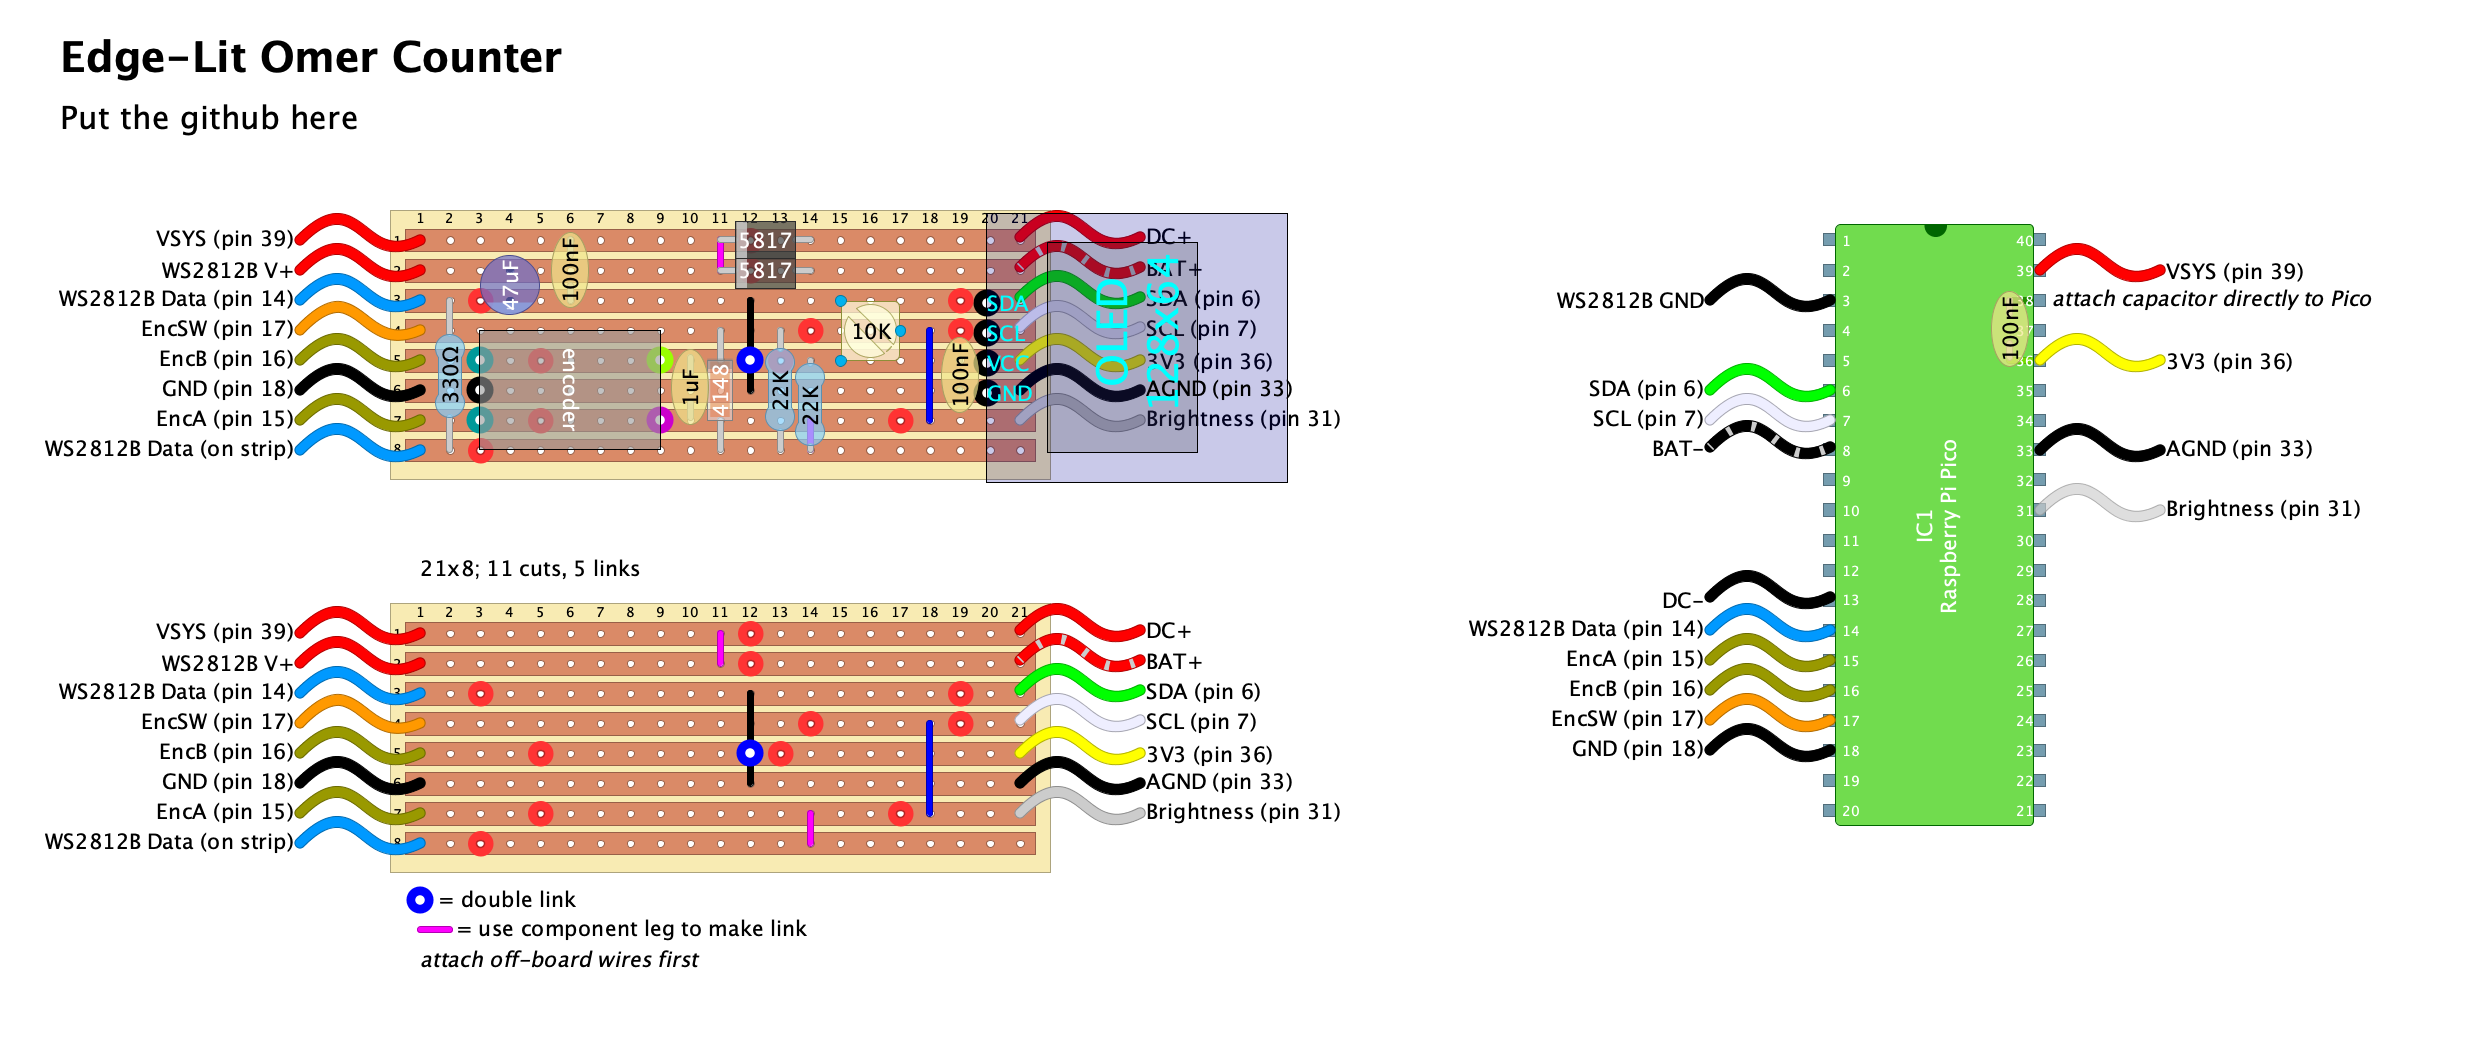 Edge-Lit Omer Counter
Put the github here
1 2 3 4 5 6 7 8 9 10 11 12 13 14 15 16 17 18 19 20 21
VSYS (pin 39)
WS2812B V+
WS2812B Data (pin 14)
EncSW (pin 17)
EncB (pin 16)
GND (pin 18)
EncA (pin 15)
WS2812B Data (on strip)
1
2
3
4
5
6
7
8
47uF
100nF
330Ω
encoder
1uF
4148
5817
5817
22K
22K
10K
100nF
SDA
SCL
VCC
GND
OLED
128x64
DC+
BAT+
SDA (pin 6)
SCL (pin 7)
3V3 (pin 36)
AGND (pin 33)
Brightness (pin 31)
21x8; 11 cuts, 5 links
1 2 3 4 5 6 7 8 9 10 11 12 13 14 15 16 17 18 19 20 21
VSYS (pin 39)
WS2812B V+
WS2812B Data (pin 14)
EncSW (pin 17)
EncB (pin 16)
GND (pin 18)
EncA (pin 15)
WS2812B Data (on strip)
1
2
3
4
5
6
7
8
DC+
BAT+
SDA (pin 6)
SCL (pin 7)
3V3 (pin 36)
AGND (pin 33)
Brightness (pin 31)
= double link
= use component leg to make link
attach off-board wires first
WS2812B GND
SDA (pin 6)
SCL (pin 7)
BAT-
DC-
WS2812B Data (pin 14)
EncA (pin 15)
EncB (pin 16)
EncSW (pin 17)
GND (pin 18)
1
2
3
4
5
6
7
8
9
10
11
12
13
14
15
16
17
18
19
20
IC1
Raspberry Pi Pico
100nF
40
39
38
37
36
35
34
33
32
31
30
29
28
27
26
25
24
23
22
21
VSYS (pin 39)
attach capacitor directly to Pico
3V3 (pin 36)
AGND (pin 33)
Brightness (pin 31)